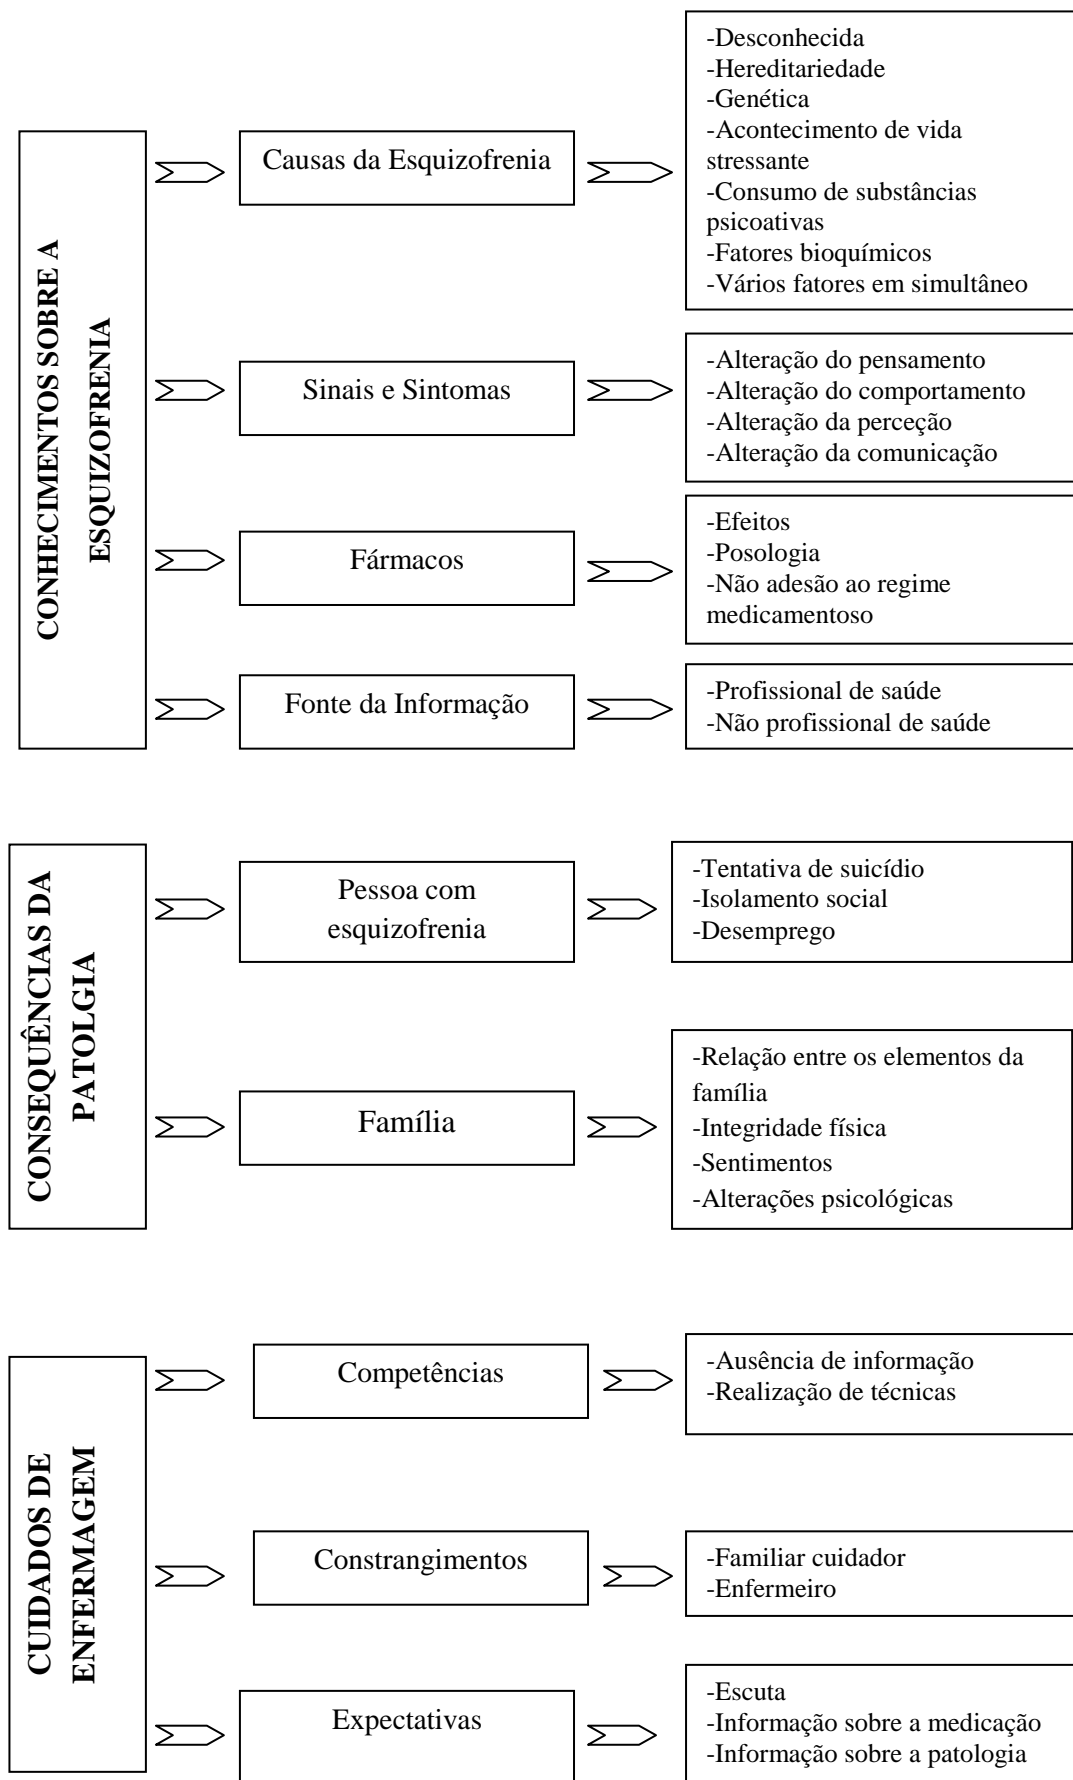 CONHECIMENTOS SOBRE A
ESQUIZOFRENIA
Causas da Esquizofrenia
-Desconhecida
-Hereditariedade
-Genética
-Acontecimento de vida
stressante
-Consumo de substâncias
psicoativas
-Fatores bioquímicos
-Vários fatores em simultâneo
Sinais e Sintomas
-Alteração do pensamento
-Alteração do comportamento
-Alteração da perceção
-Alteração da comunicação
Fármacos
-Efeitos
-Posologia
-Não adesão ao regime
medicamentoso
Fonte da Informação
-Profissional de saúde
-Não profissional de saúde
CONSEQUÊNCIAS DA
PATOLGIA
Pessoa com
esquizofrenia
-Tentativa de suicídio
-Isolamento social
-Desemprego
Família
-Relação entre os elementos da
família
-Integridade física
-Sentimentos
-Alterações psicológicas
CUIDADOS DE
ENFERMAGEM
Competências
-Ausência de informação
-Realização de técnicas
Constrangimentos
-Familiar cuidador
-Enfermeiro
Expectativas
-Escuta
-Informação sobre a medicação
-Informação sobre a patologia